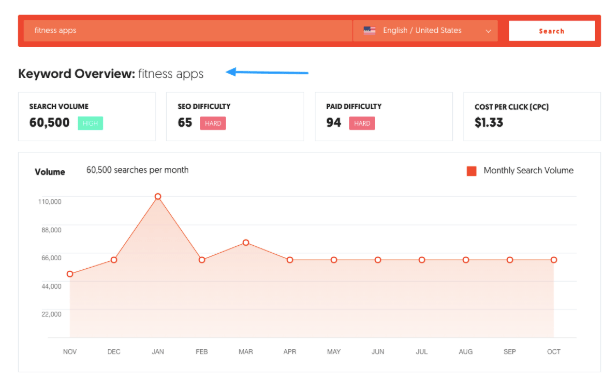 fitness apps
English / United States
Search
Keyword Overview: fitness apps
SEARCH VOLUME
60,500 HIGH
SEO DIFFICULTY
65 HARD
PAID DIFFICULTY
94 HARD
COST PER CLICK (CPC)
$1.33
Volume 60,500 searches per month
Monthly Search Volume
110,000
88,000
66,000
44,000
22,000
NOV DEC JAN FEB MAR APR MAY JUN JUL AUG SEP OCT